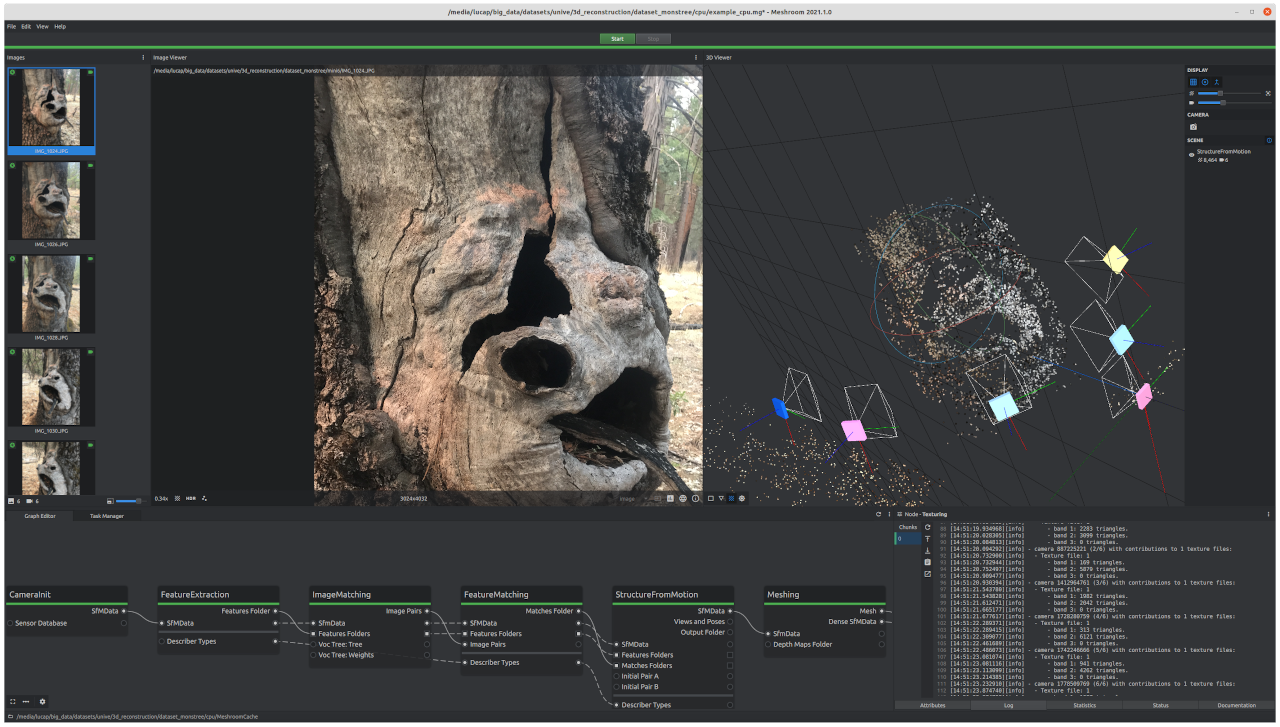 /media/lucap/big_data/datasets/unive/3d_reconstruction/dataset_monstree/cpu/example_cpu.mg* - Meshroom 2021.1.0
File Edit View Help
Start Stop
Images
Image Viewer
3D Viewer
/media/lucap/big_data/datasets/unive/3d_reconstruction/dataset_monstree/mini6/IMG_1024.JPG
IMG_1024.JPG
IMG_1026.JPG
IMG_1028.JPG
IMG_1030.JPG
6 6
0.34x HDR 3024x4032 Image
DISPLAY
CAMERA
SCENE
StructureFromMotion
8,464 6
Graph Editor Task Manager
CameraInit
SfMData
Sensor Database
FeatureExtraction
Features Folder
SfMData
Describer Types
ImageMatching
Image Pairs
SfmData
Features Folders
Voc Tree: Tree
Voc Tree: Weights
FeatureMatching
Matches Folder
SfMData
Features Folders
Image Pairs
Describer Types
StructureFromMotion
SfMData
Views and Poses
Output Folder
SfMData
Features Folders
Matches Folders
Initial Pair A
Initial Pair B
Describer Types
Meshing
Mesh
Dense SfMData
SfmData
Depth Maps Folder
/media/lucap/big_data/datasets/unive/3d_reconstruction/dataset_monstree/cpu/MeshroomCache
Node - Texturing
Chunks
0
88 [14:51:19.934968][info] - band 1: 2283 triangles.
89 [14:51:20.028305][info] - band 2: 3099 triangles.
90 [14:51:20.084813][info] - band 3: 0 triangles.
91 [14:51:20.094292][info] - camera 887225221 (2/6) with contributions to 1 texture files:
92 [14:51:20.732900][info] - Texture file: 1
93 [14:51:20.732944][info] - band 1: 169 triangles.
94 [14:51:20.752497][info] - band 2: 5879 triangles.
95 [14:51:20.909477][info] - band 3: 0 triangles.
96 [14:51:20.930394][info] - camera 1412964761 (3/6) with contributions to 1 texture files:
97 [14:51:21.543780][info] - Texture file: 1
98 [14:51:21.543820][info] - band 1: 1982 triangles.
99 [14:51:21.612471][info] - band 2: 2042 triangles.
100 [14:51:21.665177][info] - band 3: 0 triangles.
101 [14:51:21.677617][info] - camera 1728280759 (4/6) with contributions to 1 texture files:
102 [14:51:22.289371][info] - Texture file: 1
103 [14:51:22.289415][info] - band 1: 313 triangles.
104 [14:51:22.309077][info] - band 2: 6121 triangles.
105 [14:51:22.461689][info] - band 3: 0 triangles.
106 [14:51:22.486073][info] - camera 1742246666 (5/6) with contributions to 1 texture files:
107 [14:51:23.081074][info] - Texture file: 1
108 [14:51:23.081116][info] - band 1: 941 triangles.
109 [14:51:23.113099][info] - band 2: 4262 triangles.
110 [14:51:23.214385][info] - band 3: 0 triangles.
111 [14:51:23.232910][info] - camera 1770509769 (6/6) with contributions to 1 texture files:
112 [14:51:23.874740][info] - Texture file: 1
Attributes Log Statistics Status Documentation